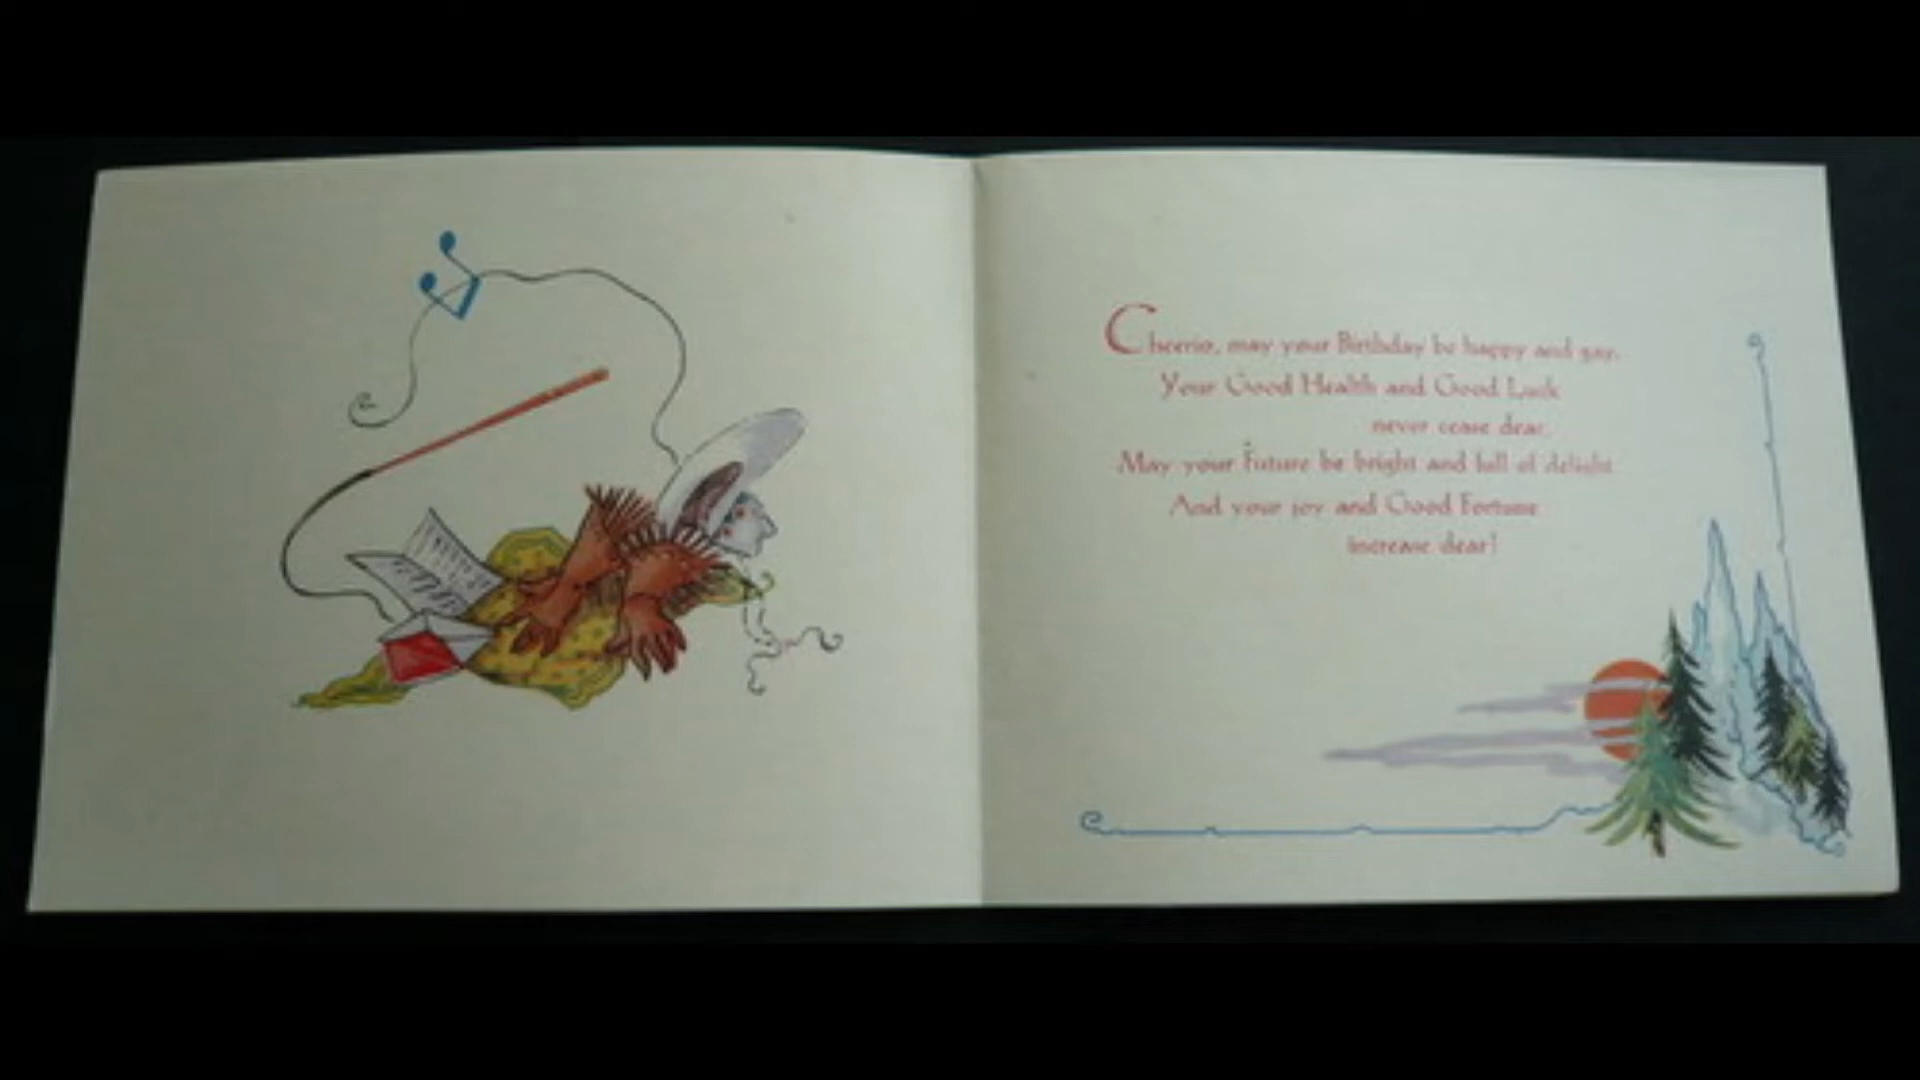 Cheerio, may your Birthday be happy and gay,
Your Good Health and Good Luck
never cease dear,
May your Future be bright and full of delight
And your joy and Good Fortune
increase dear!